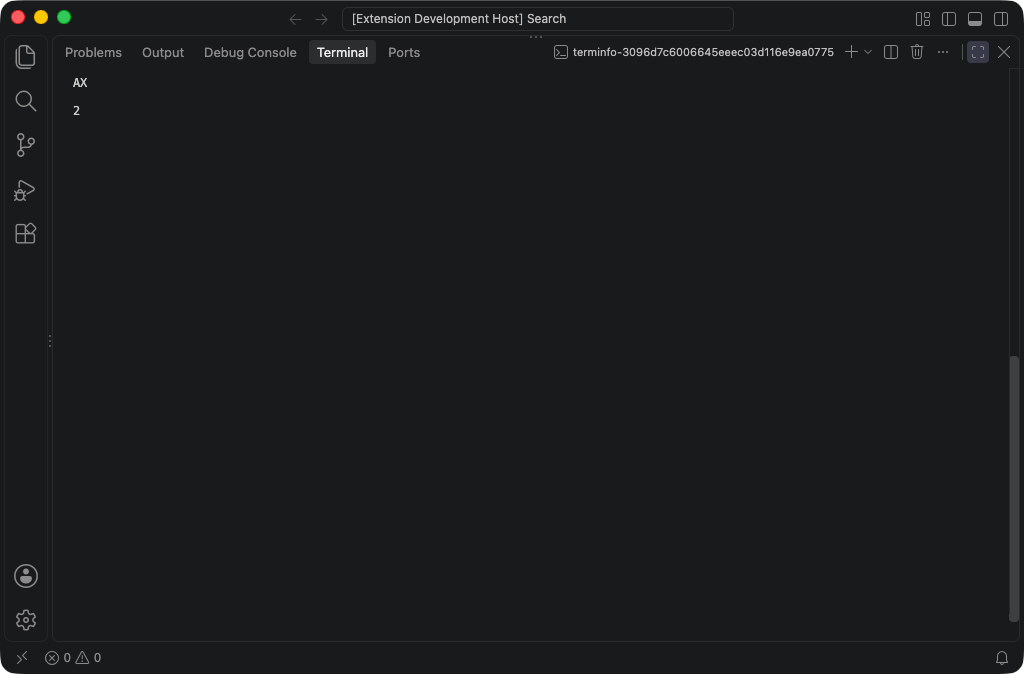 [Extension Development Host] Search
Problems Output Debug Console Terminal Ports terminfo-3096d7c6006645eeec03d116e9ea0775
AX
2
0 0